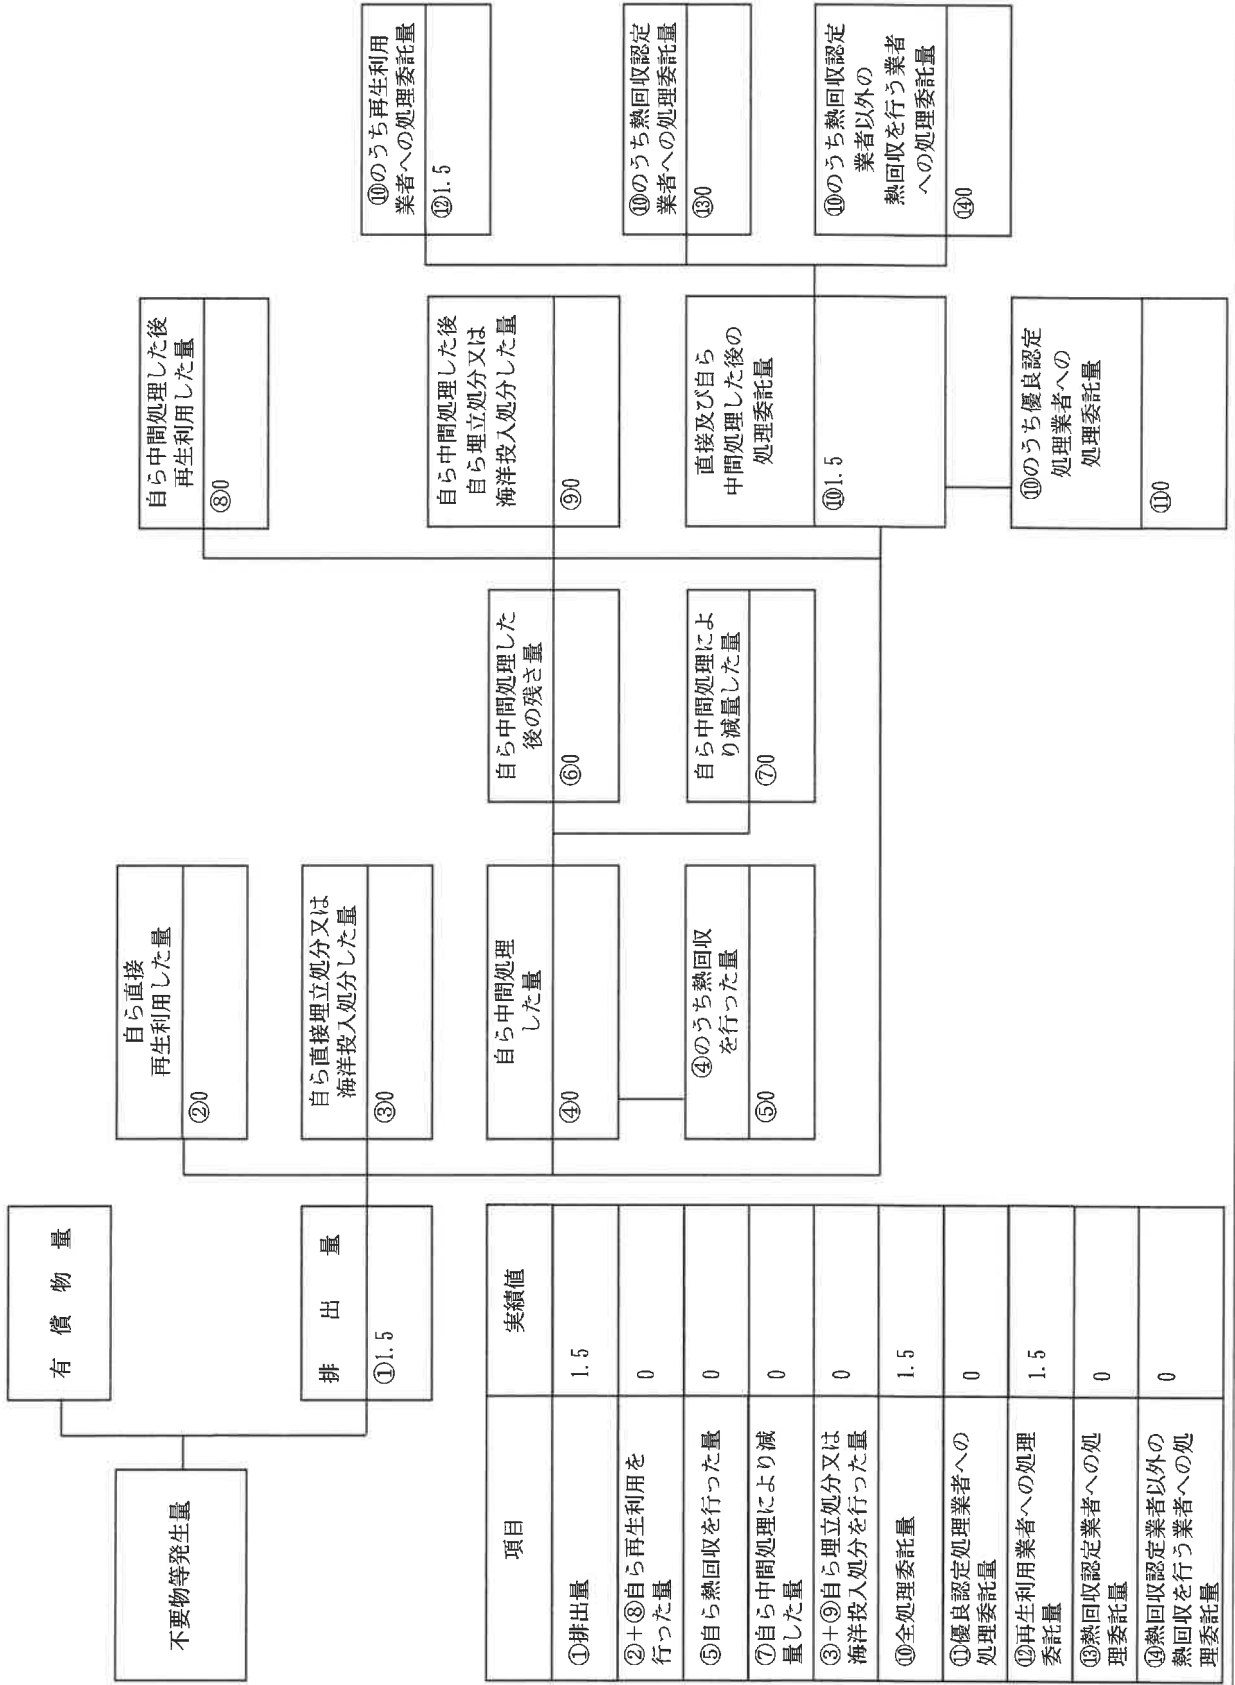 不要物等発生量
有償物量
排出量
①1.5
自ら直接
再生利用した量
②0
自ら直接埋立処分又は
海洋投入処分した量
③0
自ら中間処理
した量
④0
④のうち熱回収
を行った量
⑤0
自ら中間処理した
後の残さ量
⑥0
自ら中間処理によ
り減量した量
⑦0
自ら中間処理した後
再生利用した量
⑧0
自ら中間処理した後
自ら埋立処分又は
海洋投入処分した量
⑨0
直接及び自ら
中間処理した後の
処理委託量
⑩1.5
⑩のうち優良認定
処理業者への
処理委託量
⑪0
⑩のうち再生利用
業者への処理委託量
⑫1.5
⑩のうち熱回収認定
業者への処理委託量
⑬0
⑩のうち熱回収認定
業者以外の
熱回収を行う業者
への処理委託量
⑭0
項目 実績値
①排出量 1.5
②+⑧自ら再生利用を
行った量 0
⑤自ら熱回収を行った量 0
⑦自ら中間処理により減
量した量 0
③+⑨自ら埋立処分又は
海洋投入処分を行った量 0
⑩全処理委託量 1.5
⑪優良認定処理業者への
処理委託量 0
⑫再生利用業者への処理
委託量 1.5
⑬熱回収認定業者への処
理委託量 0
⑭熱回収認定業者以外の
熱回収を行う業者への処
理委託量 0